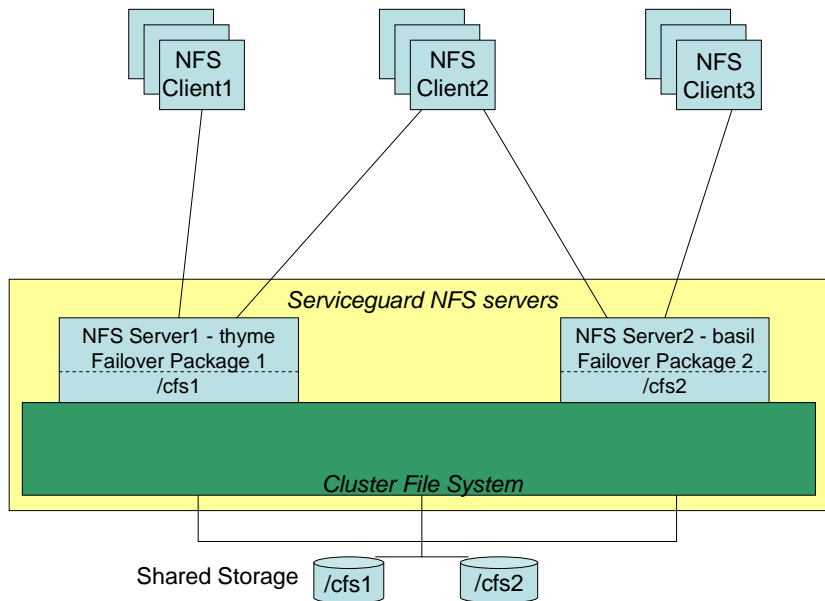 NFS
Client1
NFS
Client2
NFS
Client3
Serviceguard NFS servers
NFS Server1 - thyme
Failover Package 1
/cfs1
NFS Server2 - basil
Failover Package 2
/cfs2
Cluster File System
Shared Storage
/cfs1
/cfs2